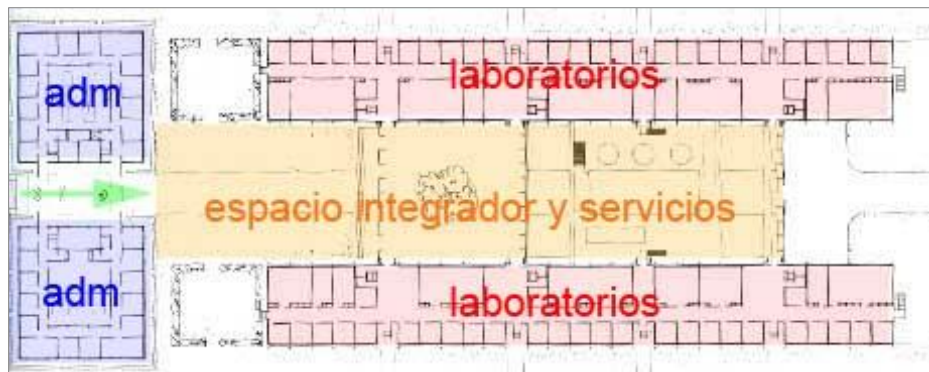 adm
laboratorios
espacio integrador y servicios
adm
laboratorios